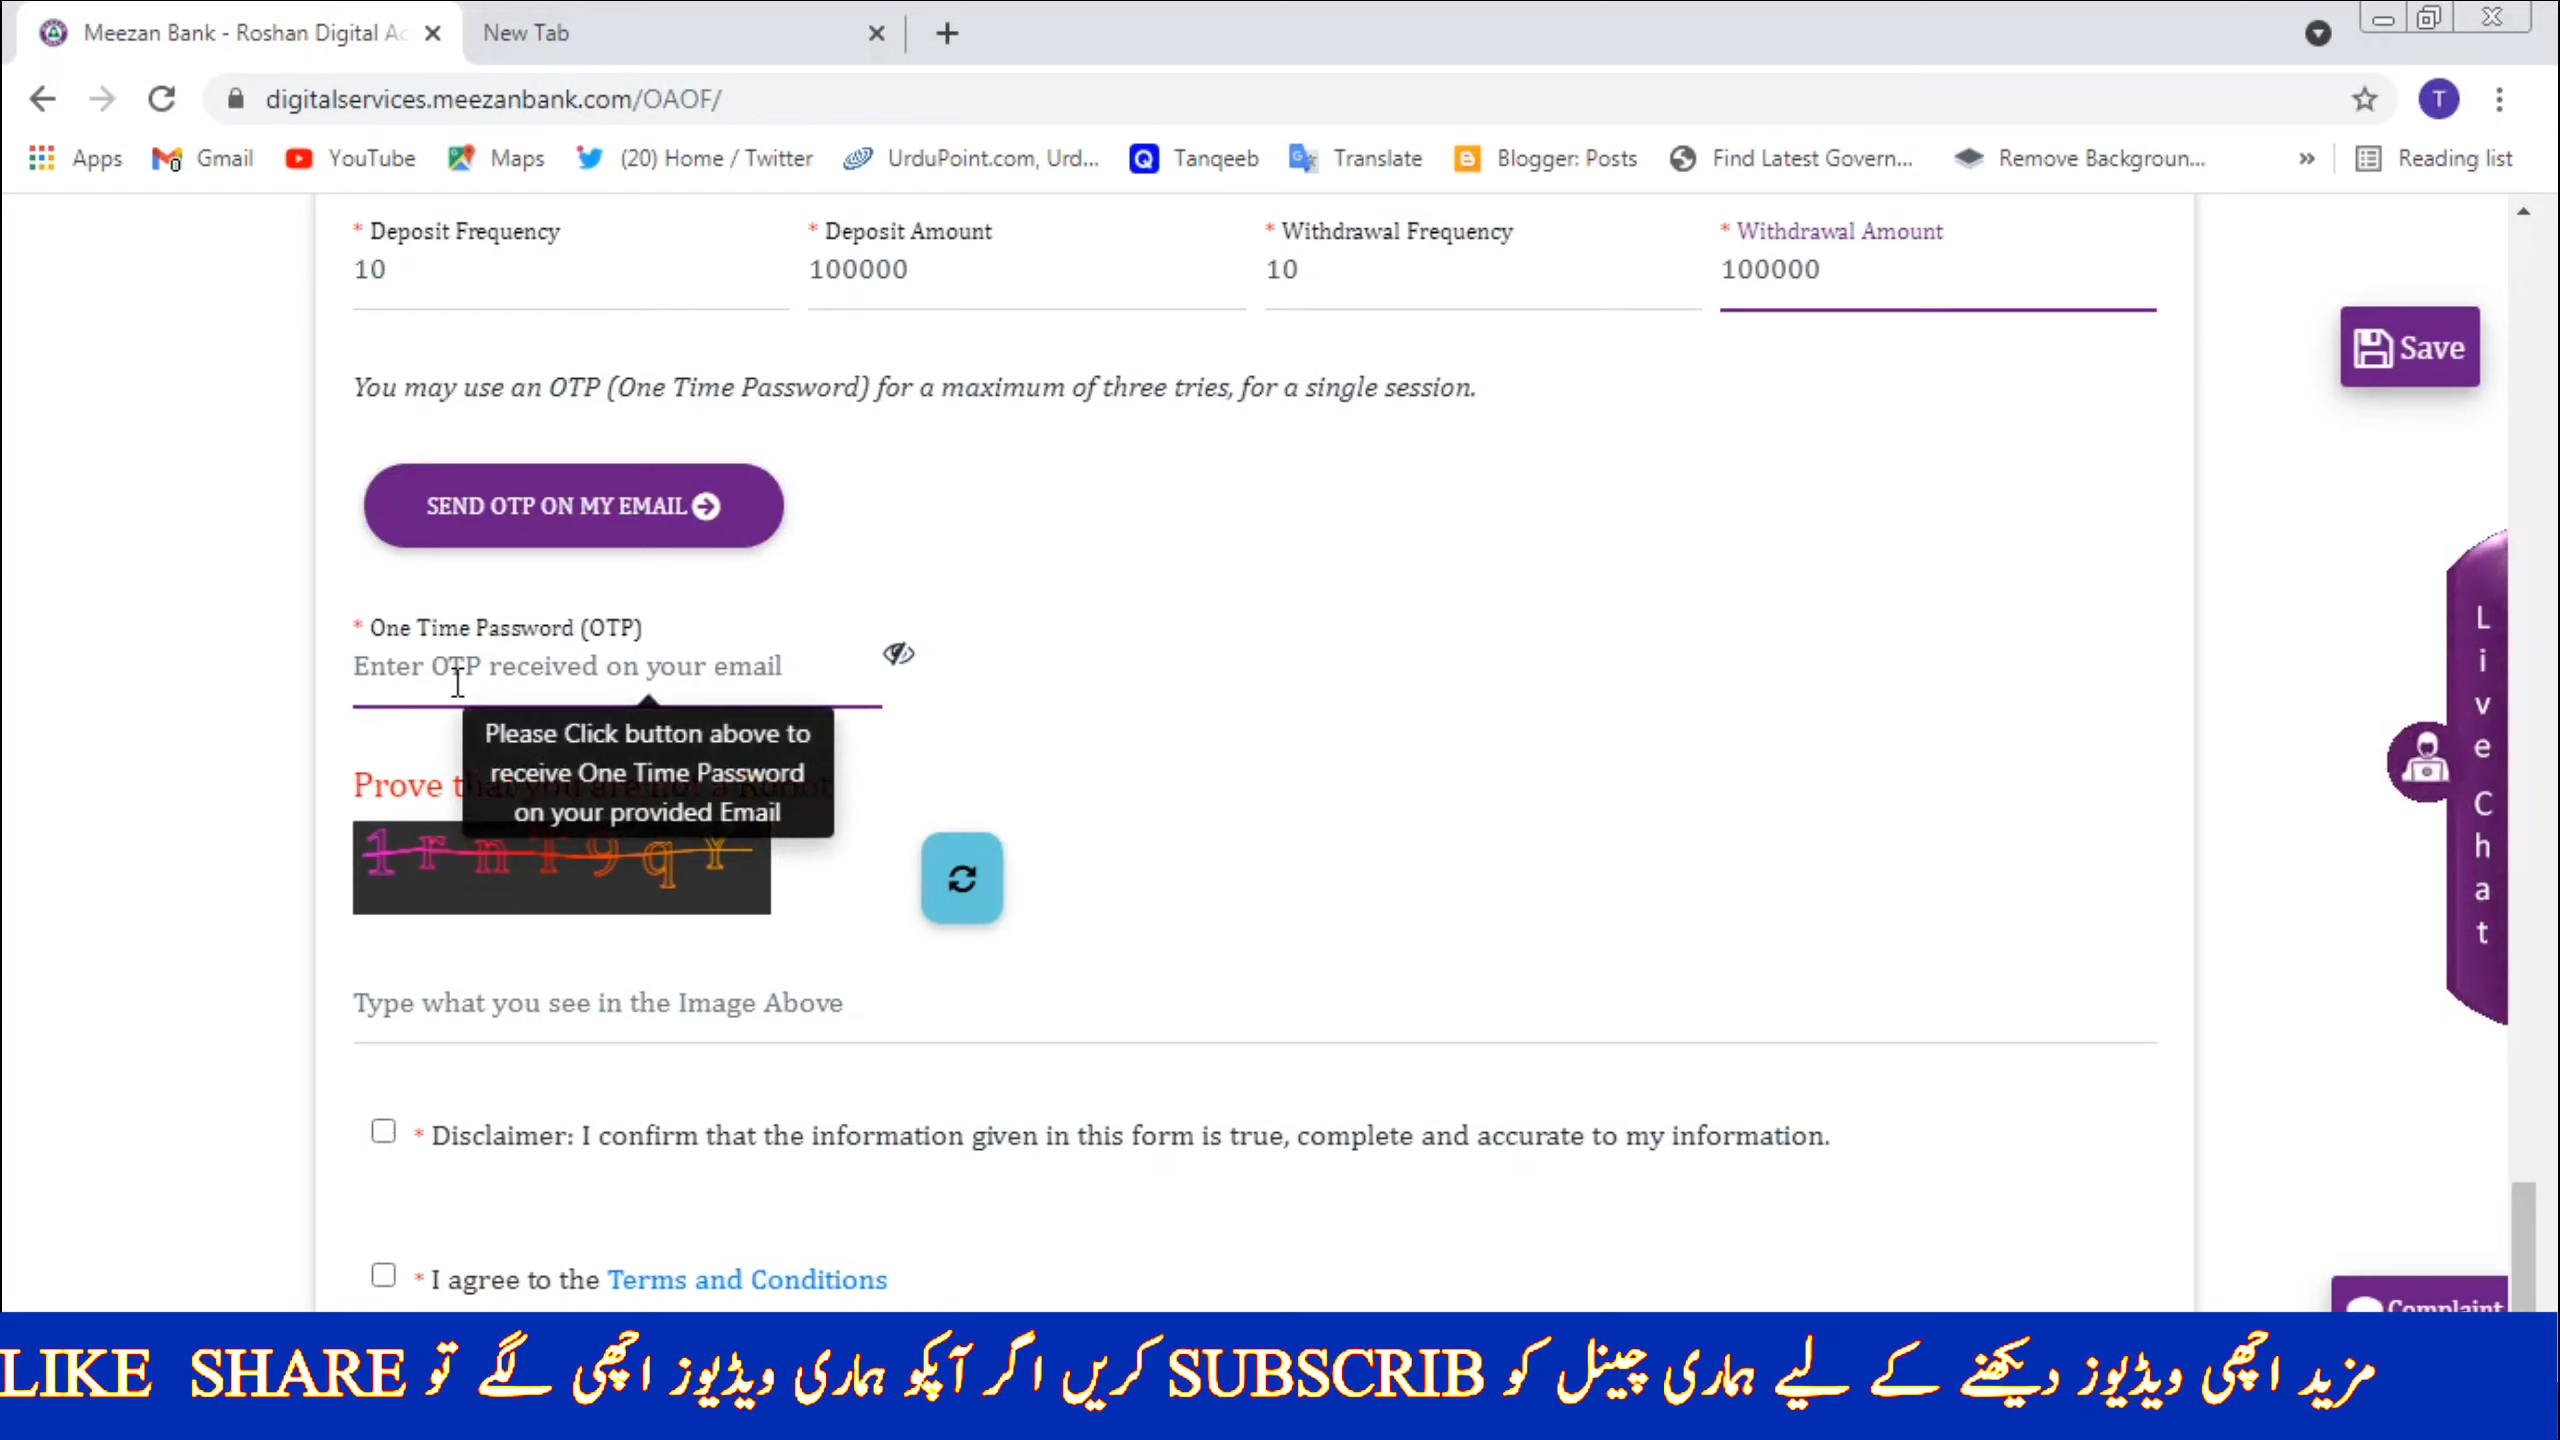 Meezan Bank - Roshan Digital Ac
New Tab
digitalservices.meezanbank.com/OAOF/
T
Apps Gmail YouTube Maps (20) Home / Twitter UrduPoint.com, Urd... Tanqeeb Translate Blogger: Posts Find Latest Govern... Remove Backgroun... » Reading list
* Deposit Frequency * Deposit Amount * Withdrawal Frequency * Withdrawal Amount
10 100000 10 100000
Save
You may use an OTP (One Time Password) for a maximum of three tries, for a single session.
SEND OTP ON MY EMAIL
* One Time Password (OTP)
Enter OTP received on your email
Please Click button above to
receive One Time Password
on your provided Email
Prove that you are not a Robot
Live Chat
Type what you see in the Image Above
* Disclaimer: I confirm that the information given in this form is true, complete and accurate to my information.
* I agree to the Terms and Conditions
Complaint
مزید اچھی ویڈیوز دیکھنے کے لیے ہماری چینل کو SUBSCRIB کریں اگر آپکو ہماری ویڈیوز اچھی لگے تو LIKE SHARE